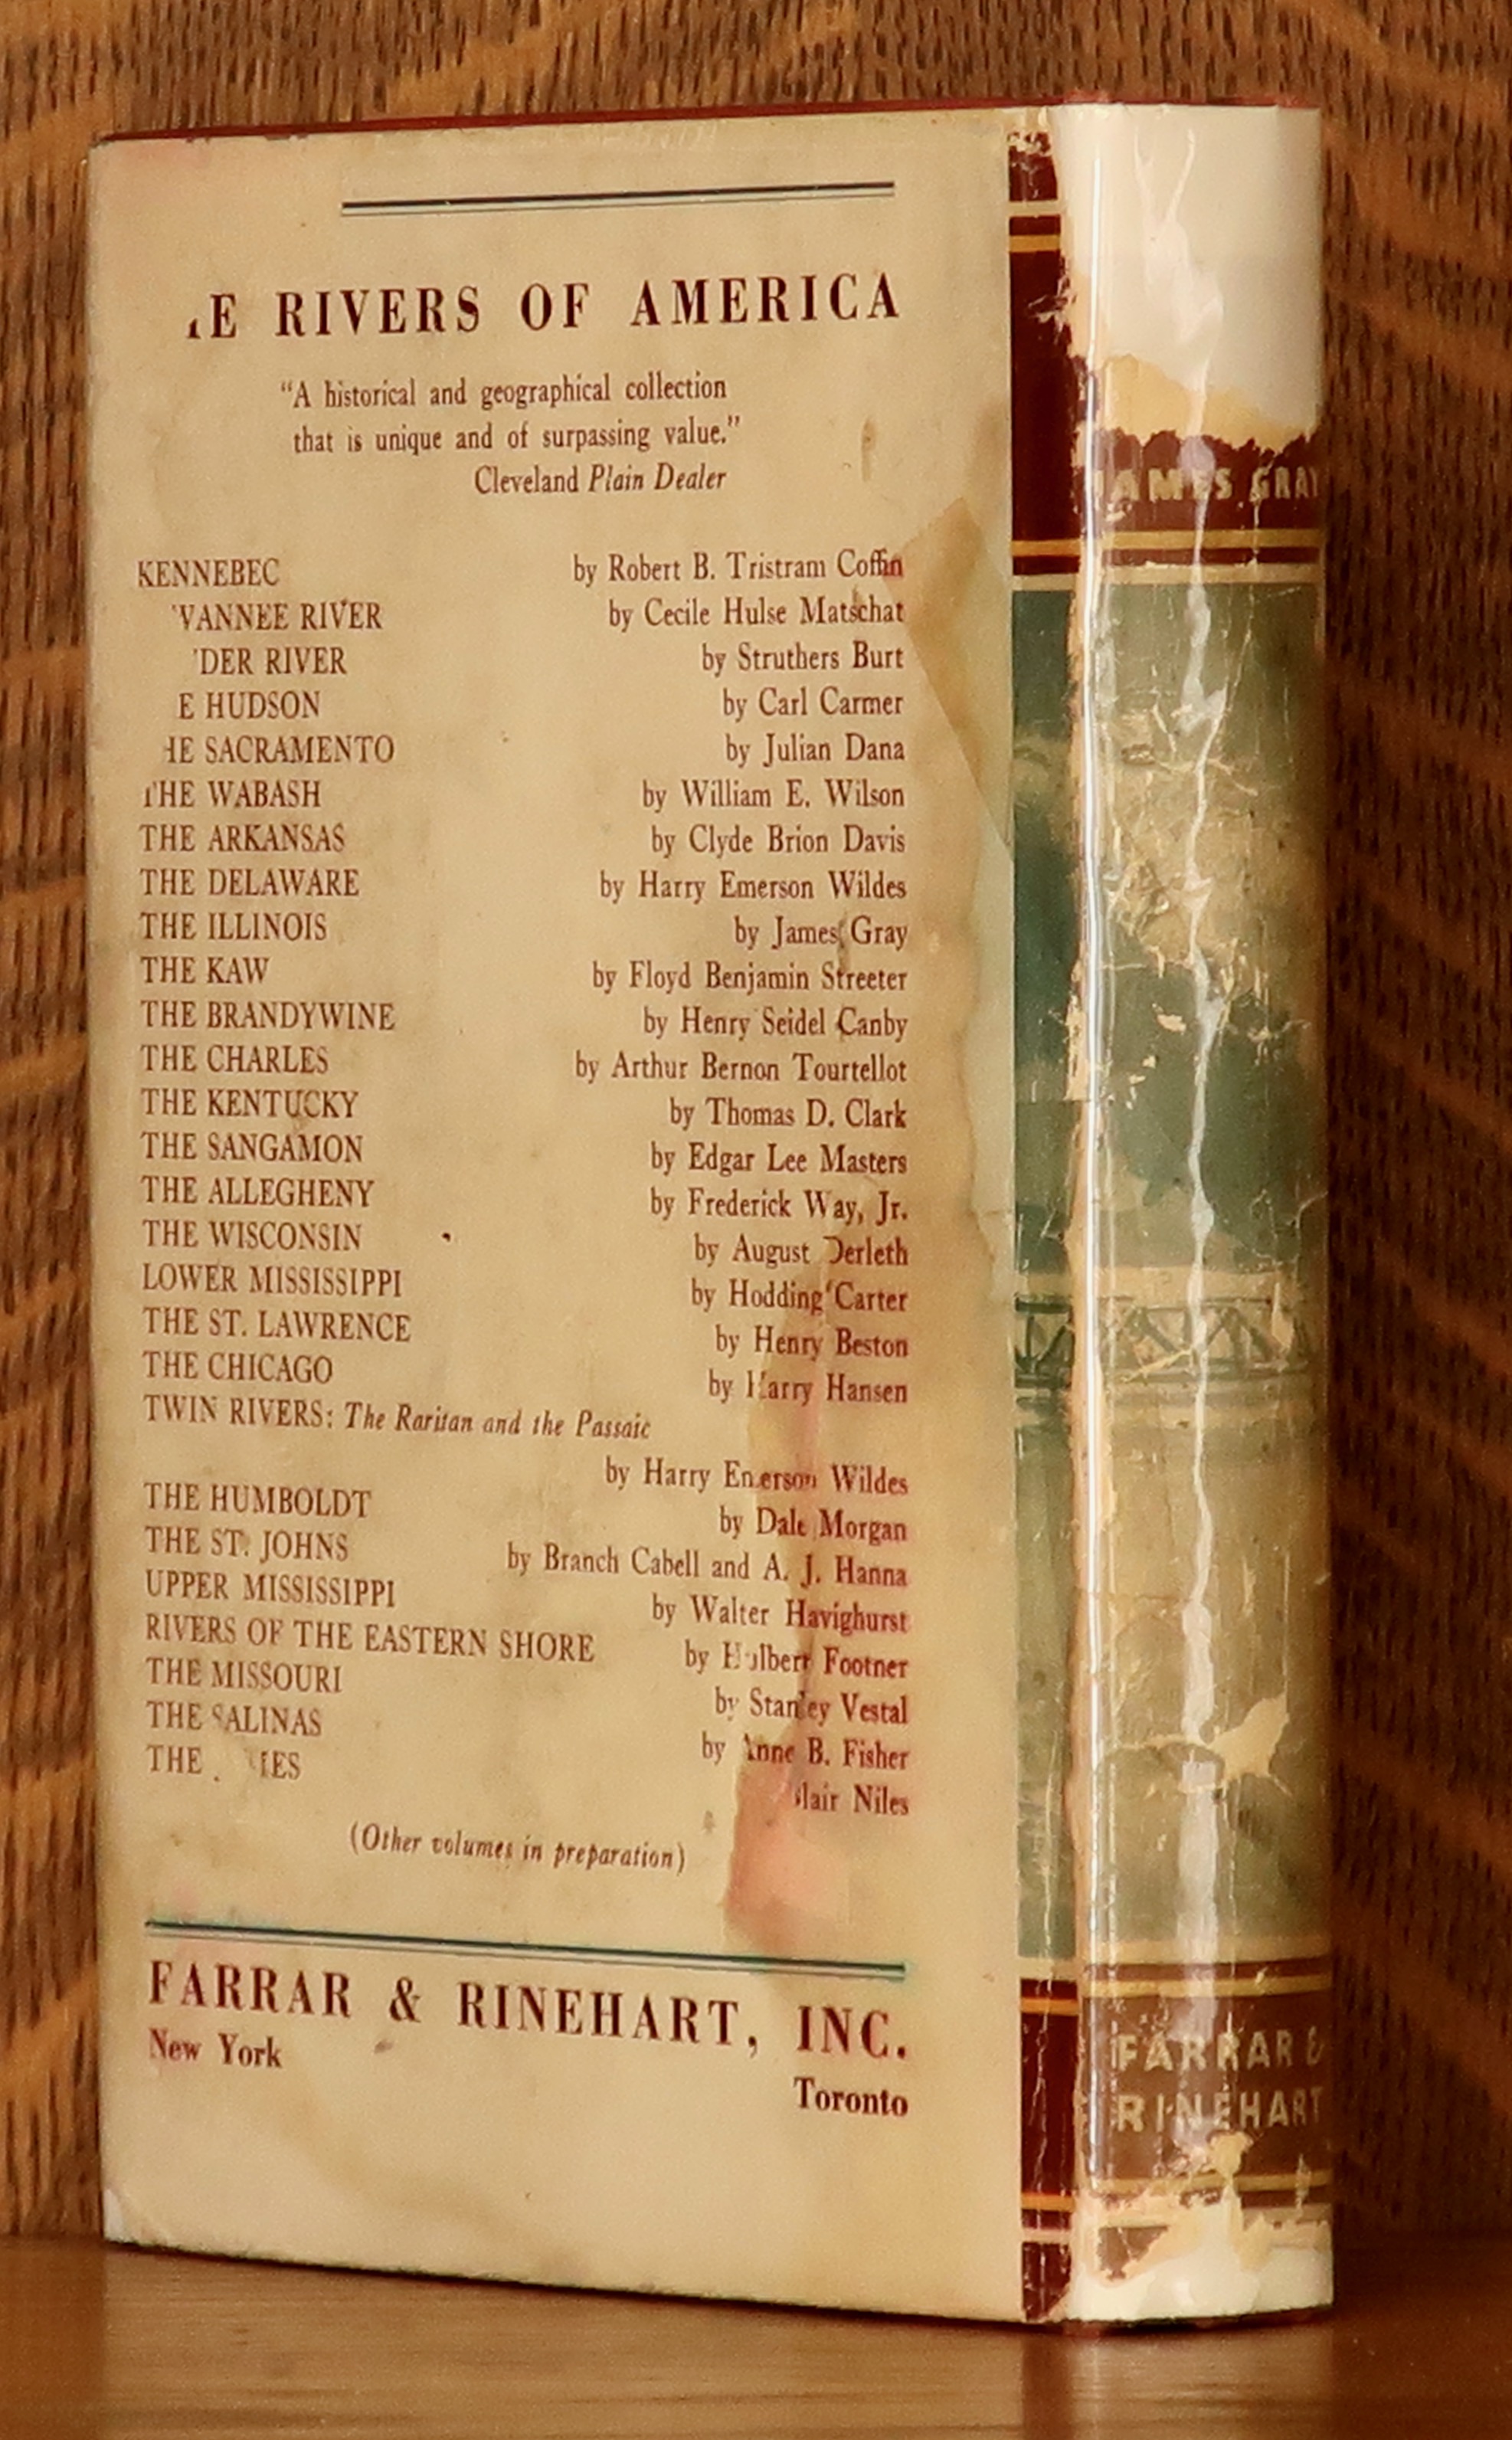 E RIVERS OF AMERICA
"A historical and geographical collection
that is unique and of surpassing value."
Cleveland Plain Dealer
KENNEBEC by Robert B. Tristram Coffin
VANNEE RIVER by Cecile Hulse Matschat
DER RIVER by Struthers Burt
E HUDSON by Carl Carmer
HE SACRAMENTO by Julian Dana
THE WABASH by William E. Wilson
THE ARKANSAS by Clyde Brion Davis
THE DELAWARE by Harry Emerson Wildes
THE ILLINOIS by James Gray
THE KAW by Floyd Benjamin Streeter
THE BRANDYWINE by Henry Seidel Canby
THE CHARLES by Arthur Bernon Tourtellot
THE KENTUCKY by Thomas D. Clark
THE SANGAMON by Edgar Lee Masters
THE ALLEGHENY by Frederick Way, Jr.
THE WISCONSIN by August Derleth
LOWER MISSISSIPPI by Hodding Carter
THE ST. LAWRENCE by Henry Beston
THE CHICAGO by Harry Hansen
TWIN RIVERS: The Raritan and the Passaic
by Harry Emerson Wildes
THE HUMBOLDT by Dale Morgan
THE ST. JOHNS by Branch Cabell and A. J. Hanna
UPPER MISSISSIPPI by Walter Havighurst
RIVERS OF THE EASTERN SHORE by Hulbert Footner
THE MISSOURI by Stanley Vestal
THE SALINAS by Anne B. Fisher
THE MES lair Niles
(Other volumes in preparation)
FARRAR & RINEHART, INC.
New York
Toronto
JAMES GRAY
FARRAR &
RINEHART